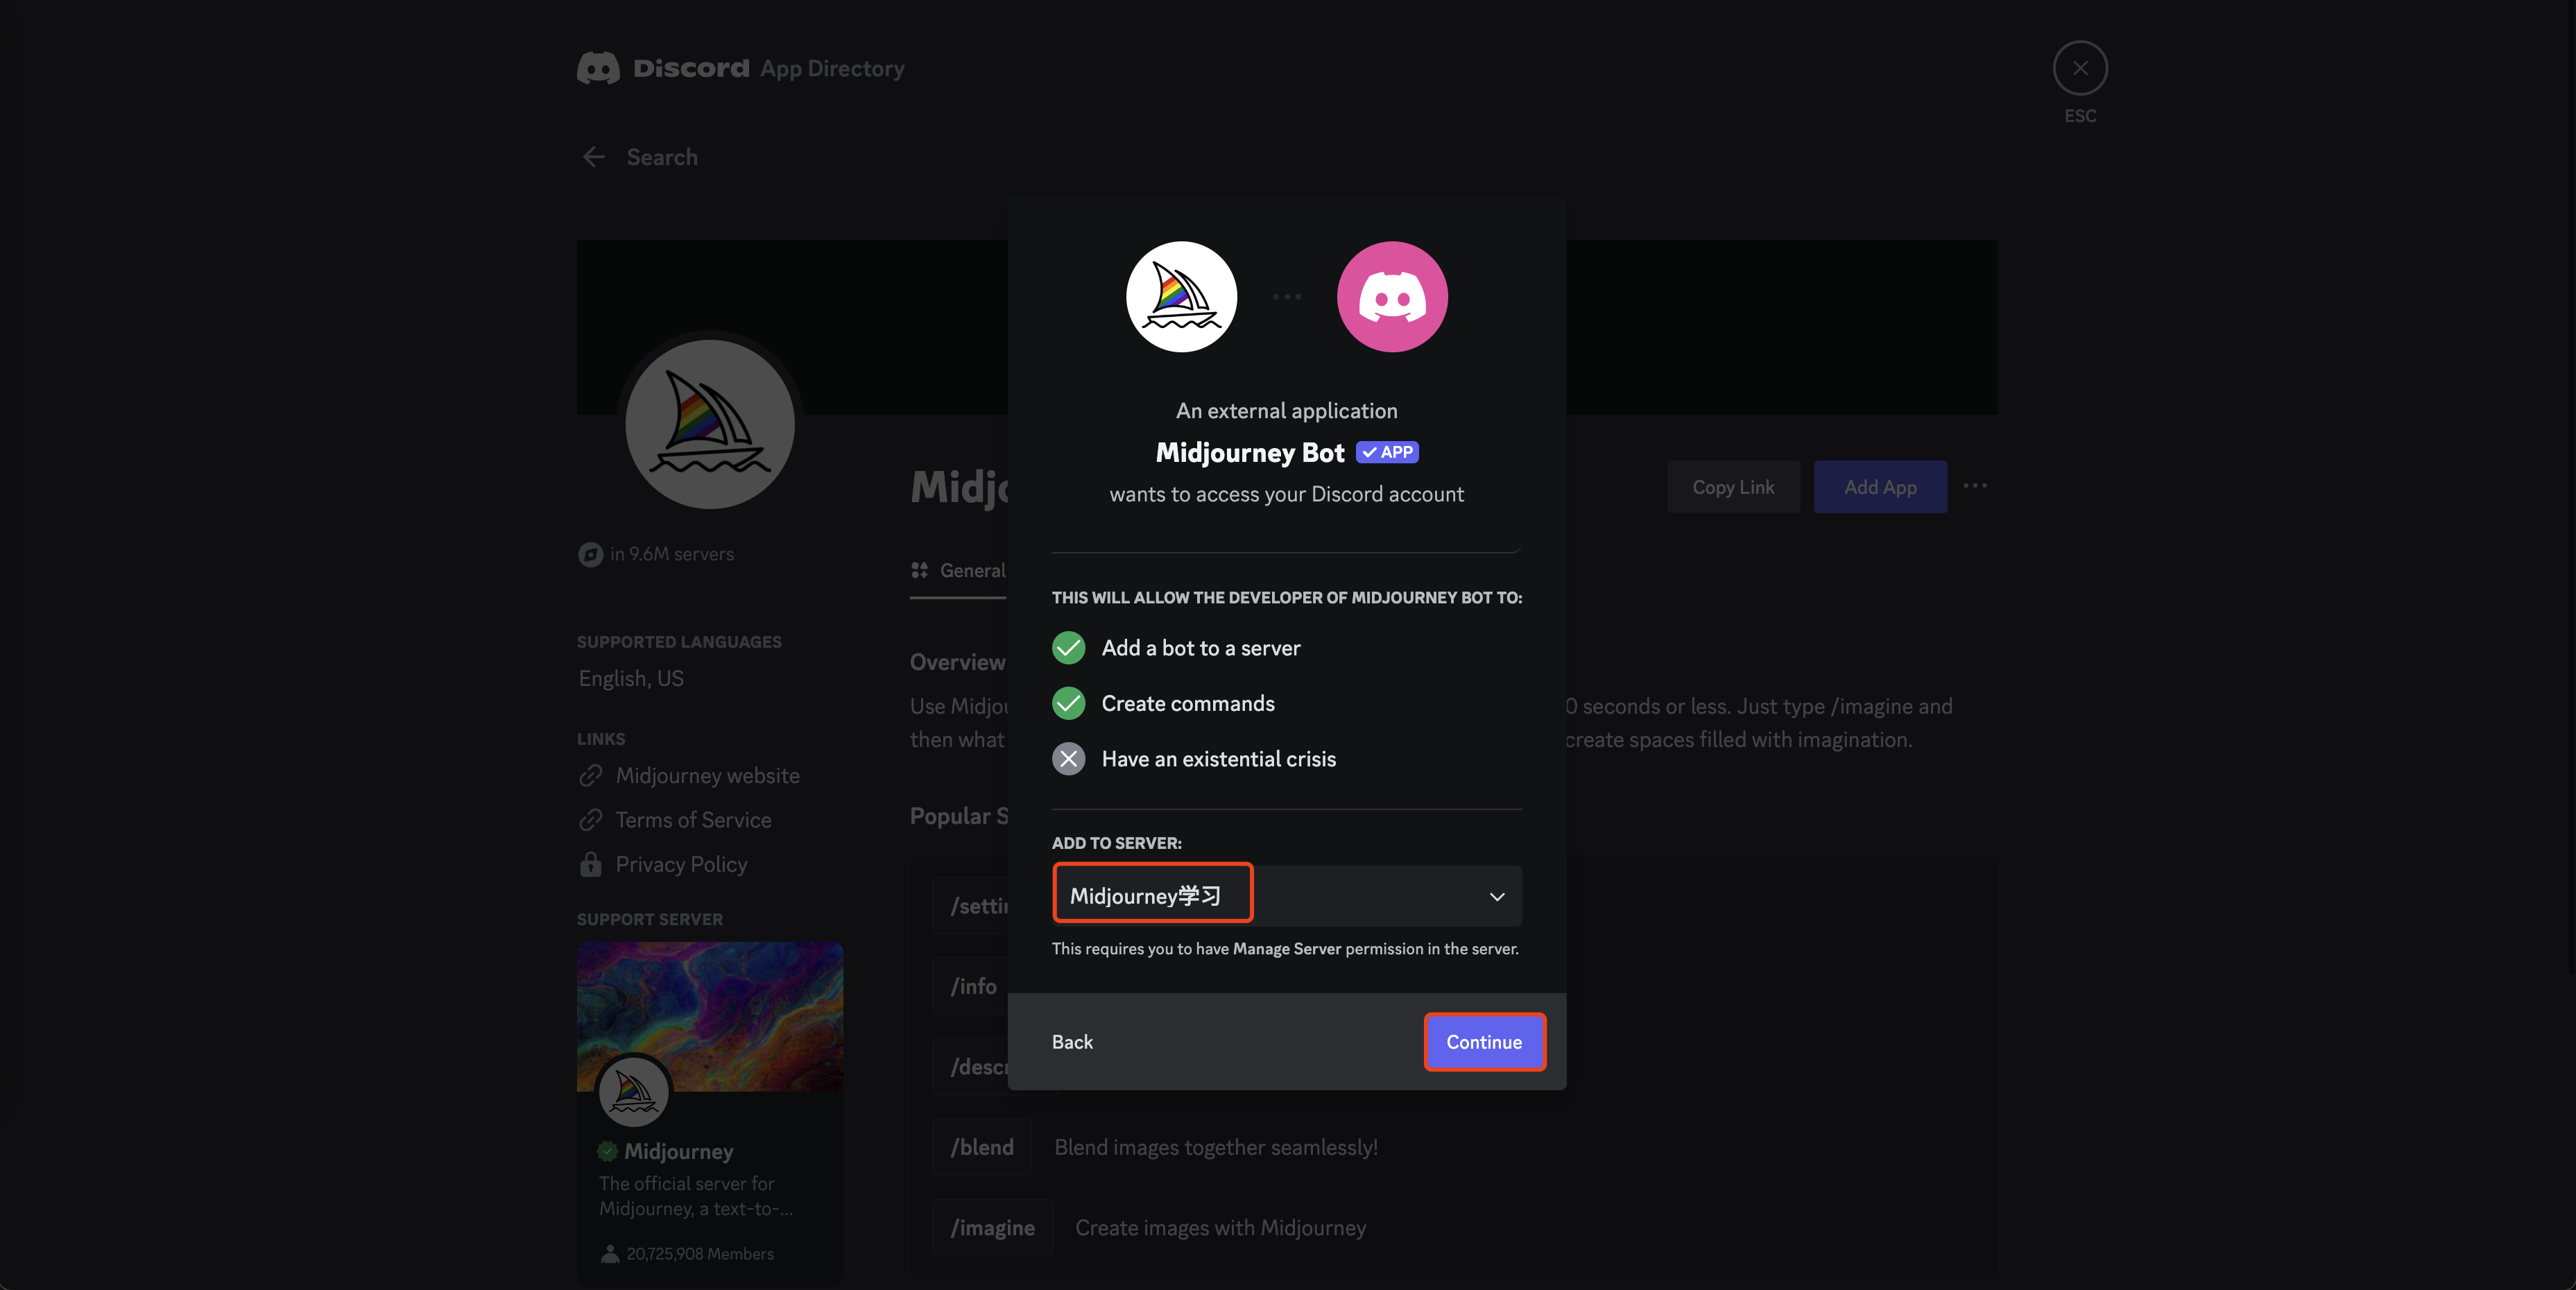 Discord App Directory
ESC
Search
An external application
Midjourney Bot APP
wants to access your Discord account
THIS WILL ALLOW THE DEVELOPER OF MIDJOURNEY BOT TO:
Add a bot to a server
Create commands
Have an existential crisis
ADD TO SERVER:
Midjourney学习
This requires you to have Manage Server permission in the server.
Back
Continue
in 9.6M servers
SUPPORTED LANGUAGES
English, US
LINKS
Midjourney website
Terms of Service
Privacy Policy
SUPPORT SERVER
Midjourney
The official server for
Midjourney, a text-to-...
20,725,908 Members
Copy Link
Add App
General
Overview
Use
0 seconds or less. Just type /imagine and
then what
create spaces filled with imagination.
Popular
/info
/blend
Blend images together seamlessly!
/imagine
Create images with Midjourney